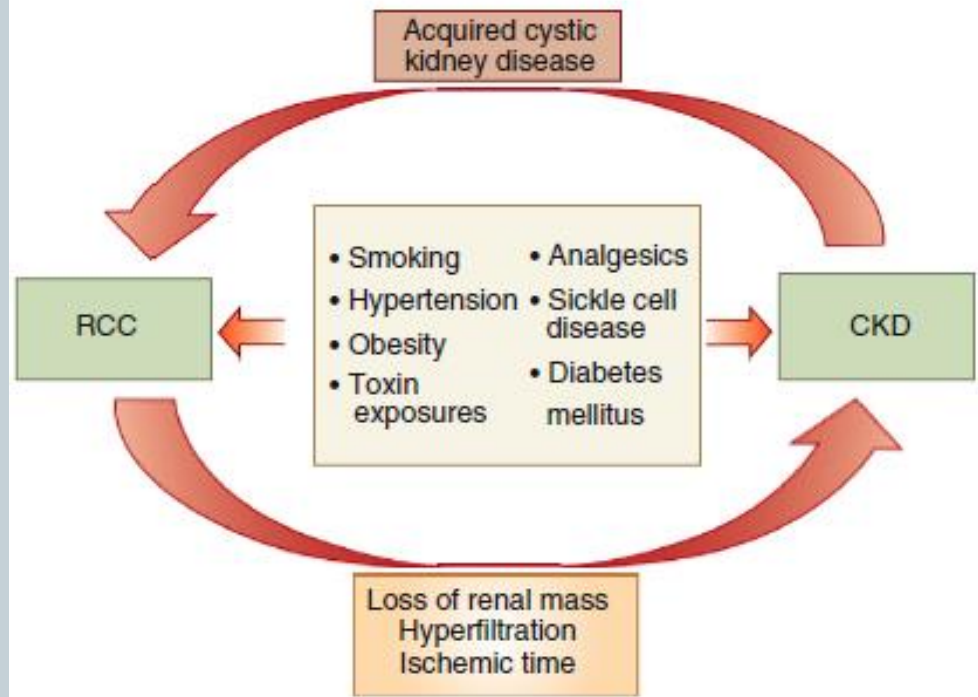 Acquired cystic
kidney disease
RCC
• Smoking
• Hypertension
• Obesity
• Toxin
exposures
• Analgesics
• Sickle cell
disease
• Diabetes
mellitus
CKD
Loss of renal mass
Hyperfiltration
Ischemic time